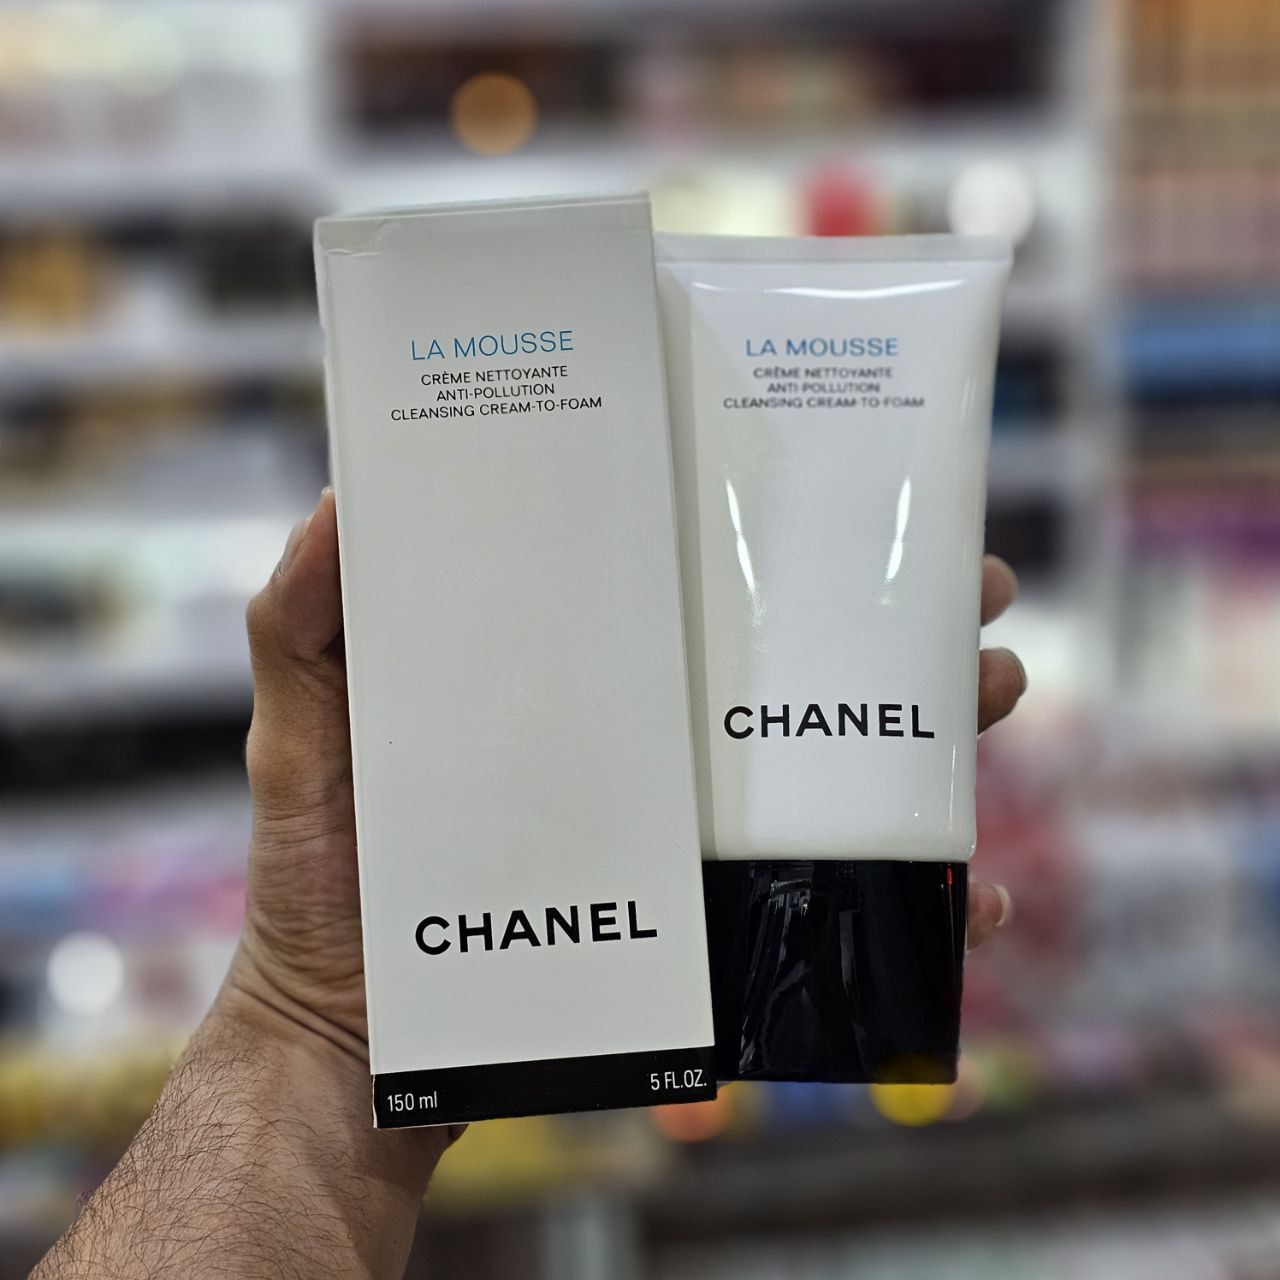 LA MOUSSE
CRÈME NETTOYANTE
ANTI-POLLUTION
CLEANSING CREAM-TO-FOAM
CHANEL
150 ml
5 FL.OZ.
LA MOUSSE
CRÈME NETTOYANTE
ANTI-POLLUTION
CLEANSING CREAM-TO-FOAM
CHANEL